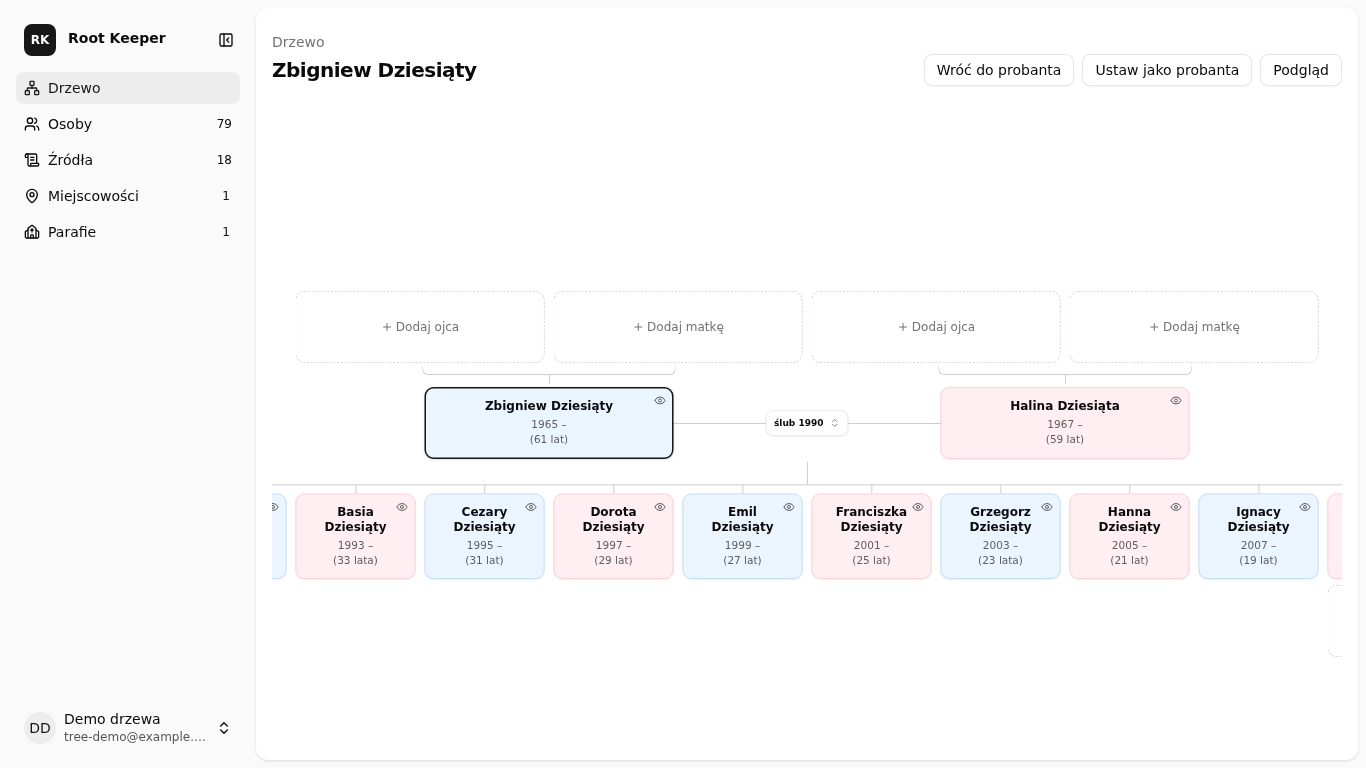 RK
Root Keeper
Drzewo
Osoby 79
Źródła 18
Miejscowości 1
Parafie 1
DD
Demo drzewa
tree-demo@example....
Drzewo
Zbigniew Dziesiąty
Wróć do probanta
Ustaw jako probanta
Podgląd
+ Dodaj ojca
+ Dodaj matkę
+ Dodaj ojca
+ Dodaj matkę
Zbigniew Dziesiąty
1965 –
(61 lat)
ślub 1990
Halina Dziesiąta
1967 –
(59 lat)
Basia
Dziesiąty
1993 –
(33 lata)
Cezary
Dziesiąty
1995 –
(31 lat)
Dorota
Dziesiąty
1997 –
(29 lat)
Emil
Dziesiąty
1999 –
(27 lat)
Franciszka
Dziesiąty
2001 –
(25 lat)
Grzegorz
Dziesiąty
2003 –
(23 lata)
Hanna
Dziesiąty
2005 –
(21 lat)
Ignacy
Dziesiąty
2007 –
(19 lat)